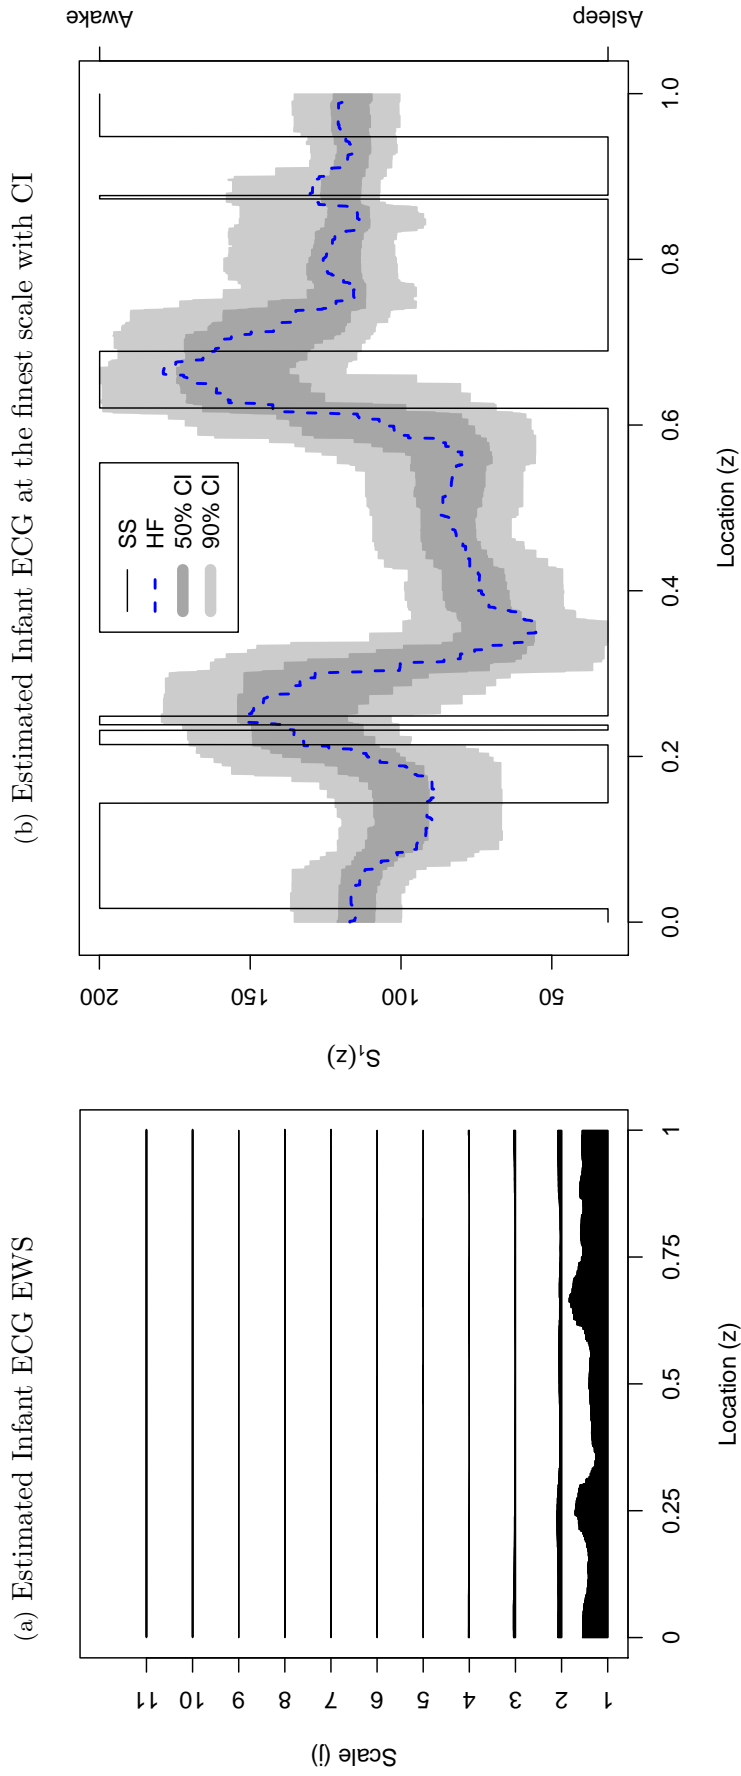 (a) Estimated Infant ECG EWS
Scale (j)
11
10
9
8
7
6
5
4
3
2
1
0
0.25
0.5
0.75
1
Location (z)
(b) Estimated Infant ECG at the finest scale with CI
S₁(z)
200
150
100
50
Awake
Asleep
SS
HF
50% CI
90% CI
0.0
0.2
0.4
0.6
0.8
1.0
Location (z)